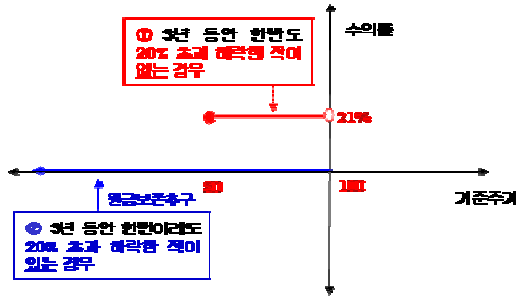 ① 3년 동안 한번도
20% 초과 하락한 적이
없는 경우
수익률
21%
80
100
기준주가
원금보존추구
② 3년 동안 한번이라도
20% 초과 하락한 적이
있는 경우